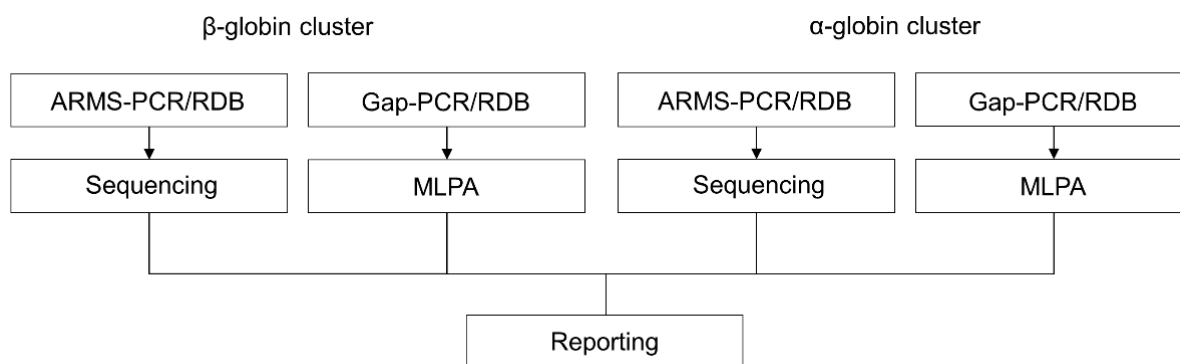 β-globin cluster
α-globin cluster
ARMS-PCR/RDB
Gap-PCR/RDB
ARMS-PCR/RDB
Gap-PCR/RDB
Sequencing
MLPA
Sequencing
MLPA
Reporting